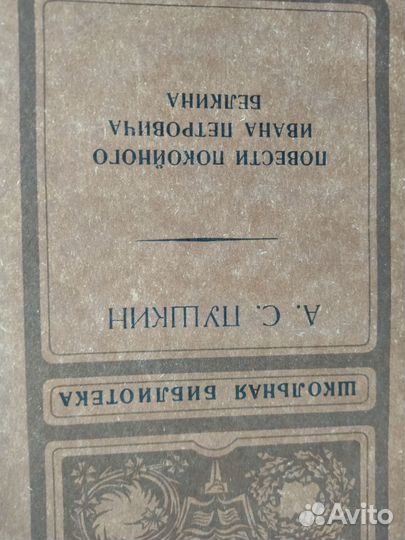 ШКОЛЬНАЯ БИБЛИОТЕКА
А. С. ПУШКИН
ПОВЕСТИ ПОКОЙНОГО
ИВАНА ПЕТРОВИЧА
БЕЛКИНА
Avito